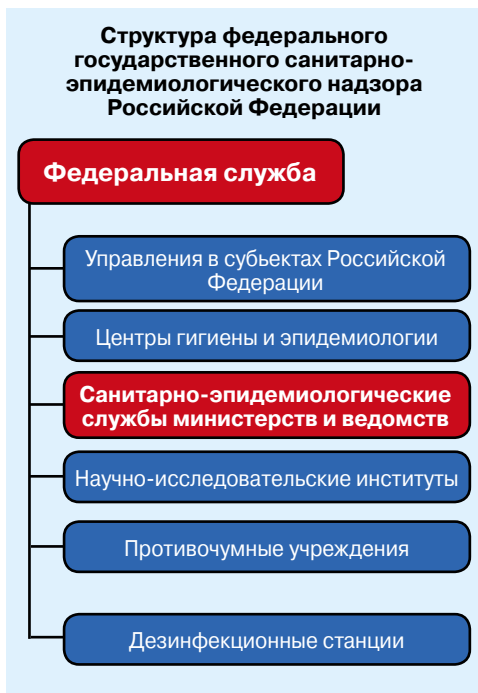 Структура федерального
государственного санитарно-
эпидемиологического надзора
Российской Федерации
Федеральная служба
Управления в субьектах Российской
Федерации
Центры гигиены и эпидемиологии
Санитарно-эпидемиологические
службы министерств и ведомств
Научно-исследовательские институты
Противочумные учреждения
Дезинфекционные станции